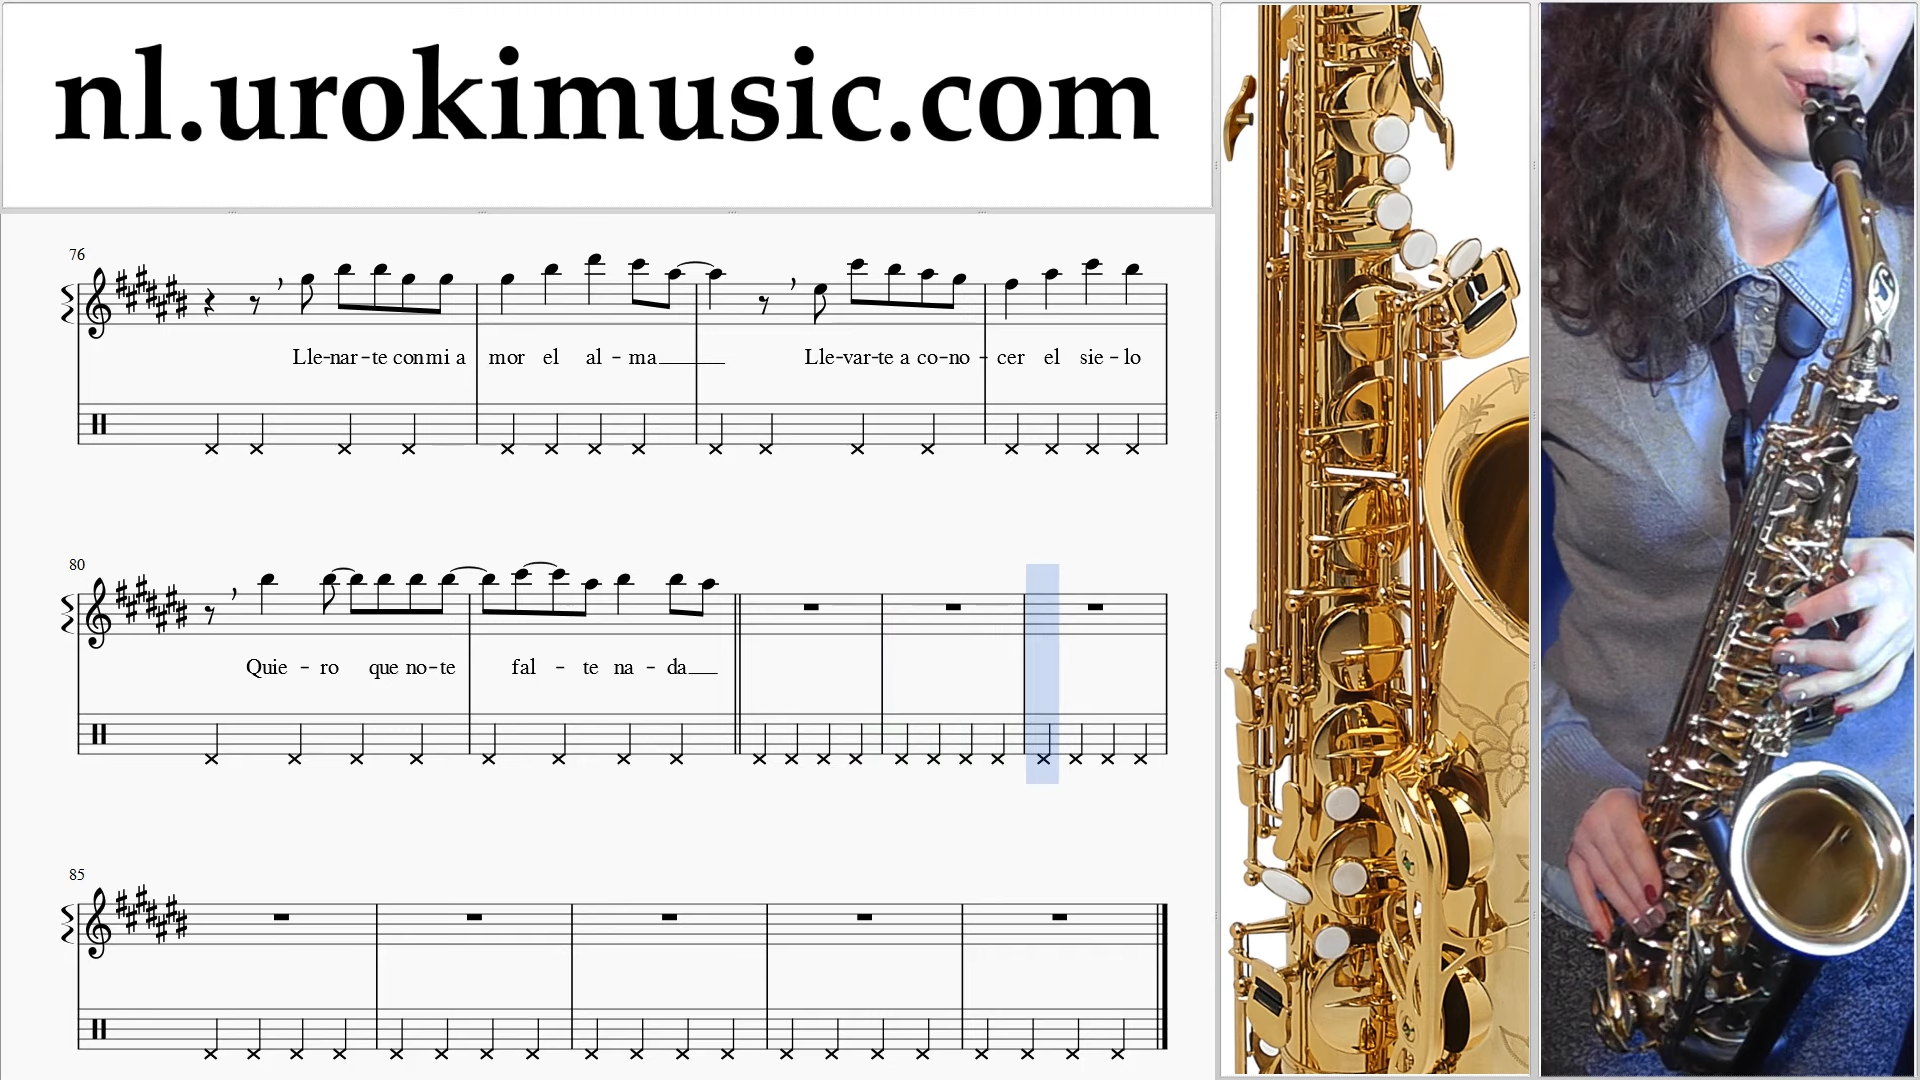 nl.urokimusic.com
76
Lle-nar-te conmi a mor el al-ma Lle-var-te a co-no-cer el sie-lo
80
Quie-ro que no-te fal-te na-da
85